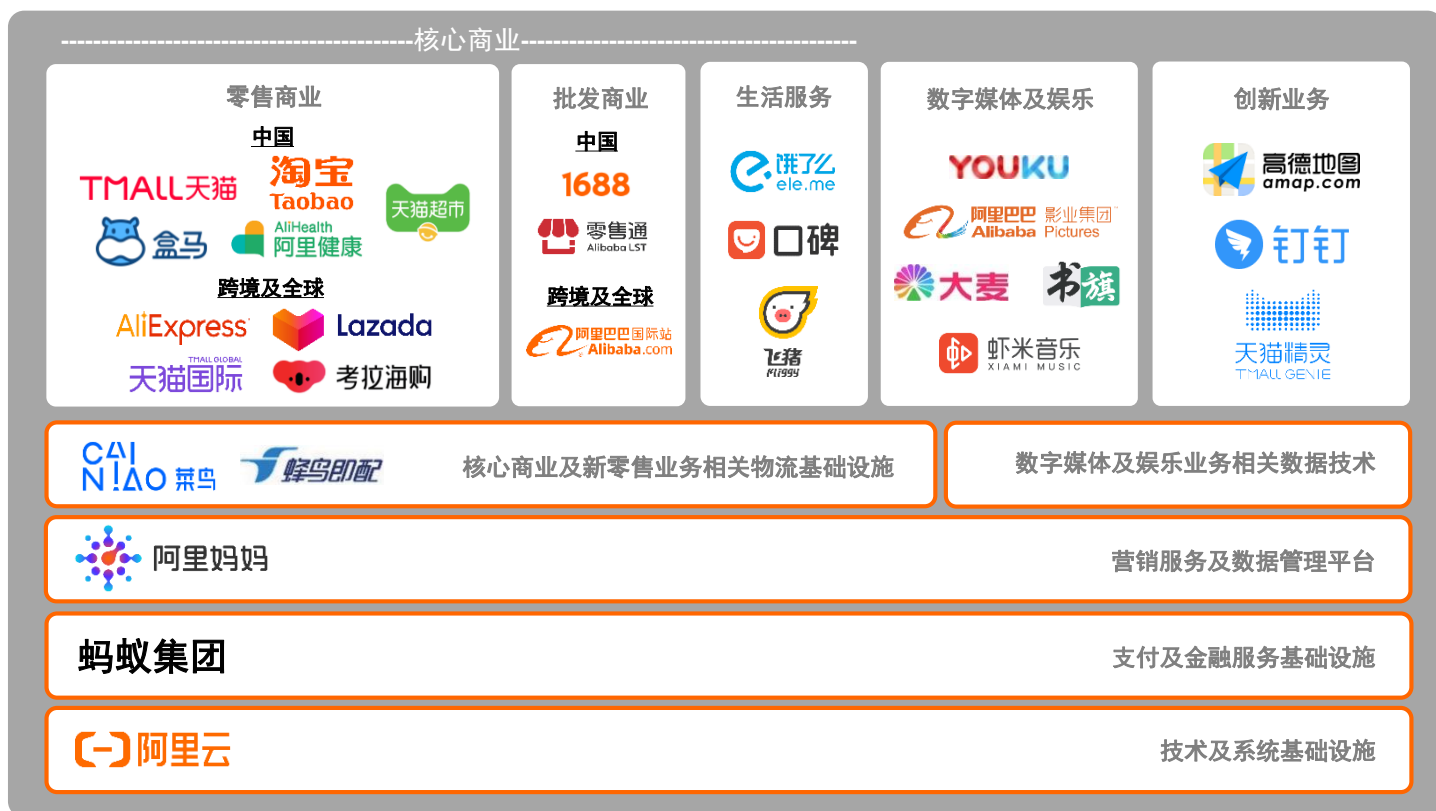 核心商业
零售商业
中国
TMALL天猫
淘宝
Taobao
天猫超市
盒马
AliHealth
阿里健康
跨境及全球
AliExpress
Lazada
TMALL GLOBAL
天猫国际
考拉海购
批发商业
中国
1688
零售通
Alibaba LST
跨境及全球
阿里巴巴国际站
Alibaba.com
生活服务
饿了么
ele.me
口碑
飞猪
Fliggy
数字媒体及娱乐
YOUKU
阿里巴巴 影业集团
Alibaba Pictures
大麦
书旗
虾米音乐
XIAMI MUSIC
创新业务
高德地图
amap.com
钉钉
天猫精灵
TMALL GENIE
CAI
NIAO 菜鸟
蜂鸟即配
核心商业及新零售业务相关物流基础设施
数字媒体及娱乐业务相关数据技术
阿里妈妈
营销服务及数据管理平台
蚂蚁集团
支付及金融服务基础设施
阿里云
技术及系统基础设施